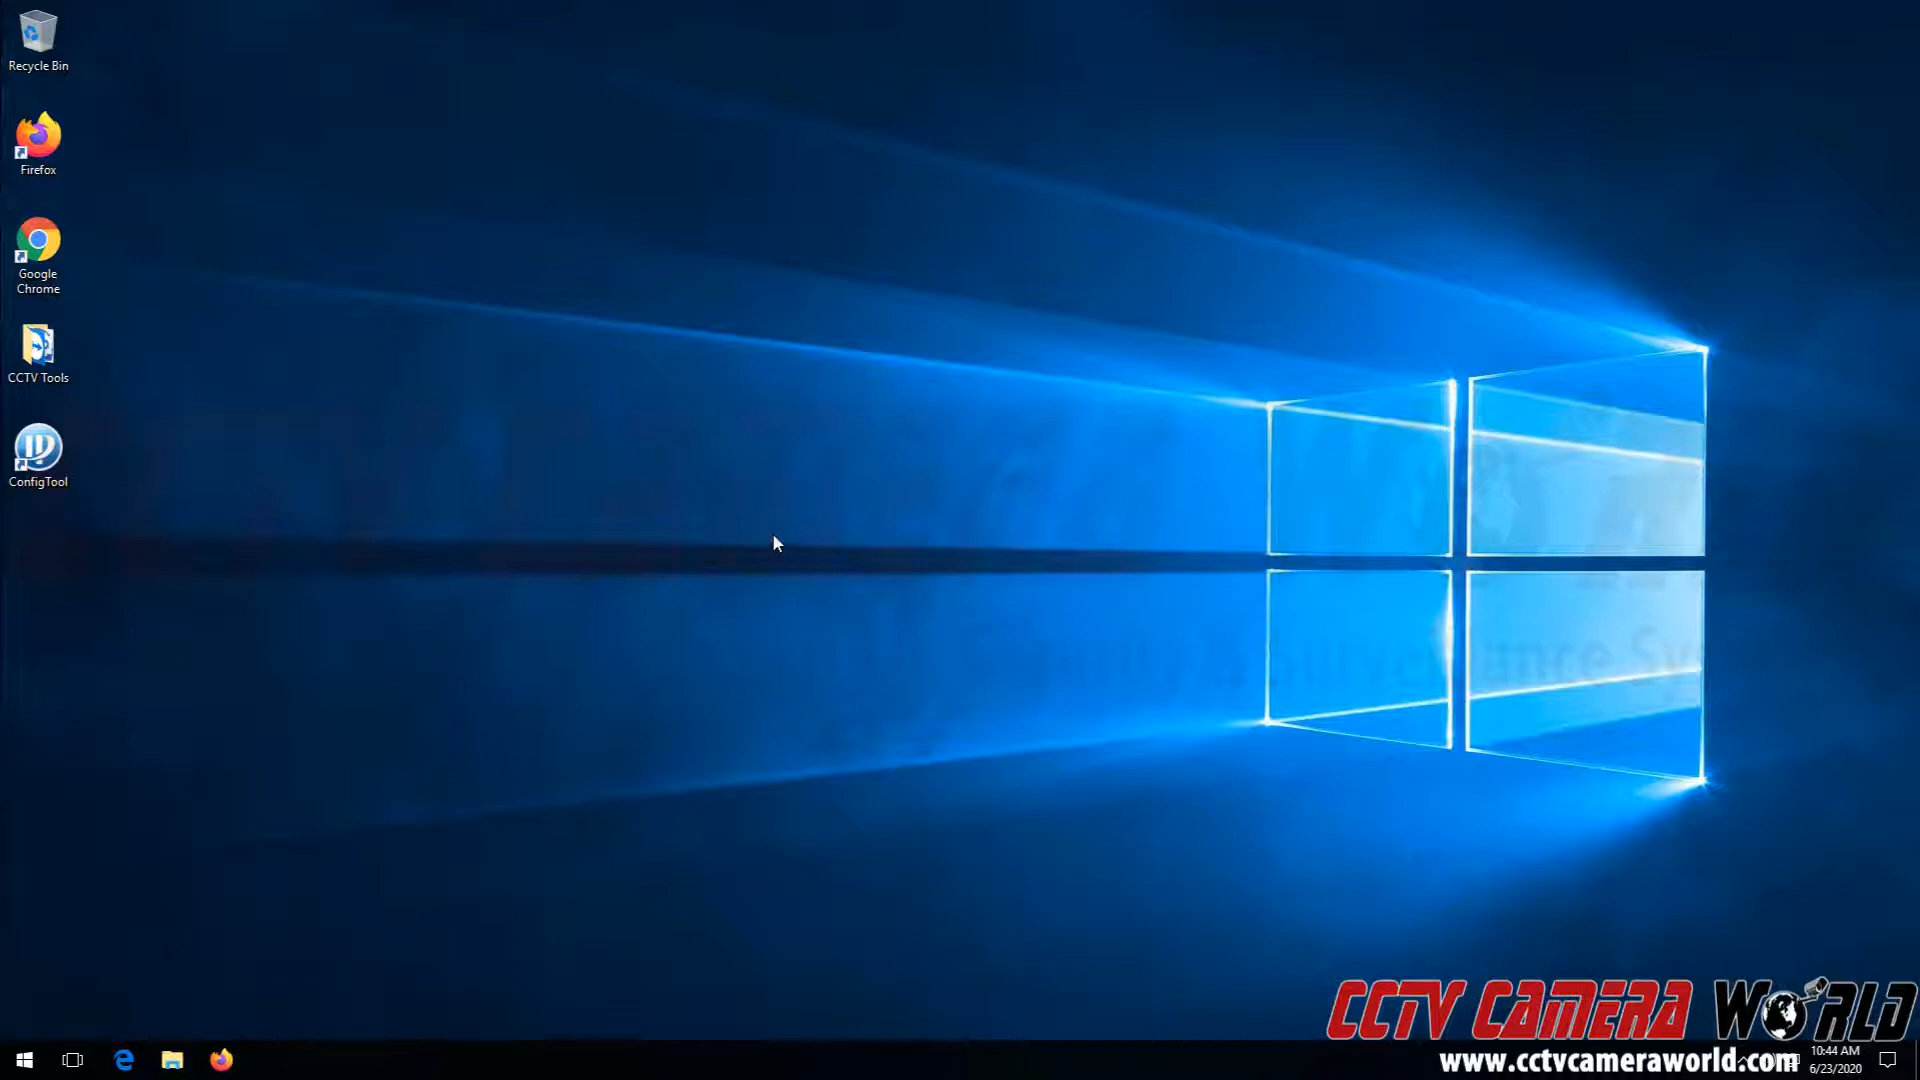 Recycle Bin
Firefox
Google
Chrome
CCTV Tools
ConfigTool
CCTV CAMERA WORLD
www.cctvcameraworld.com
10:44 AM
6/23/2020